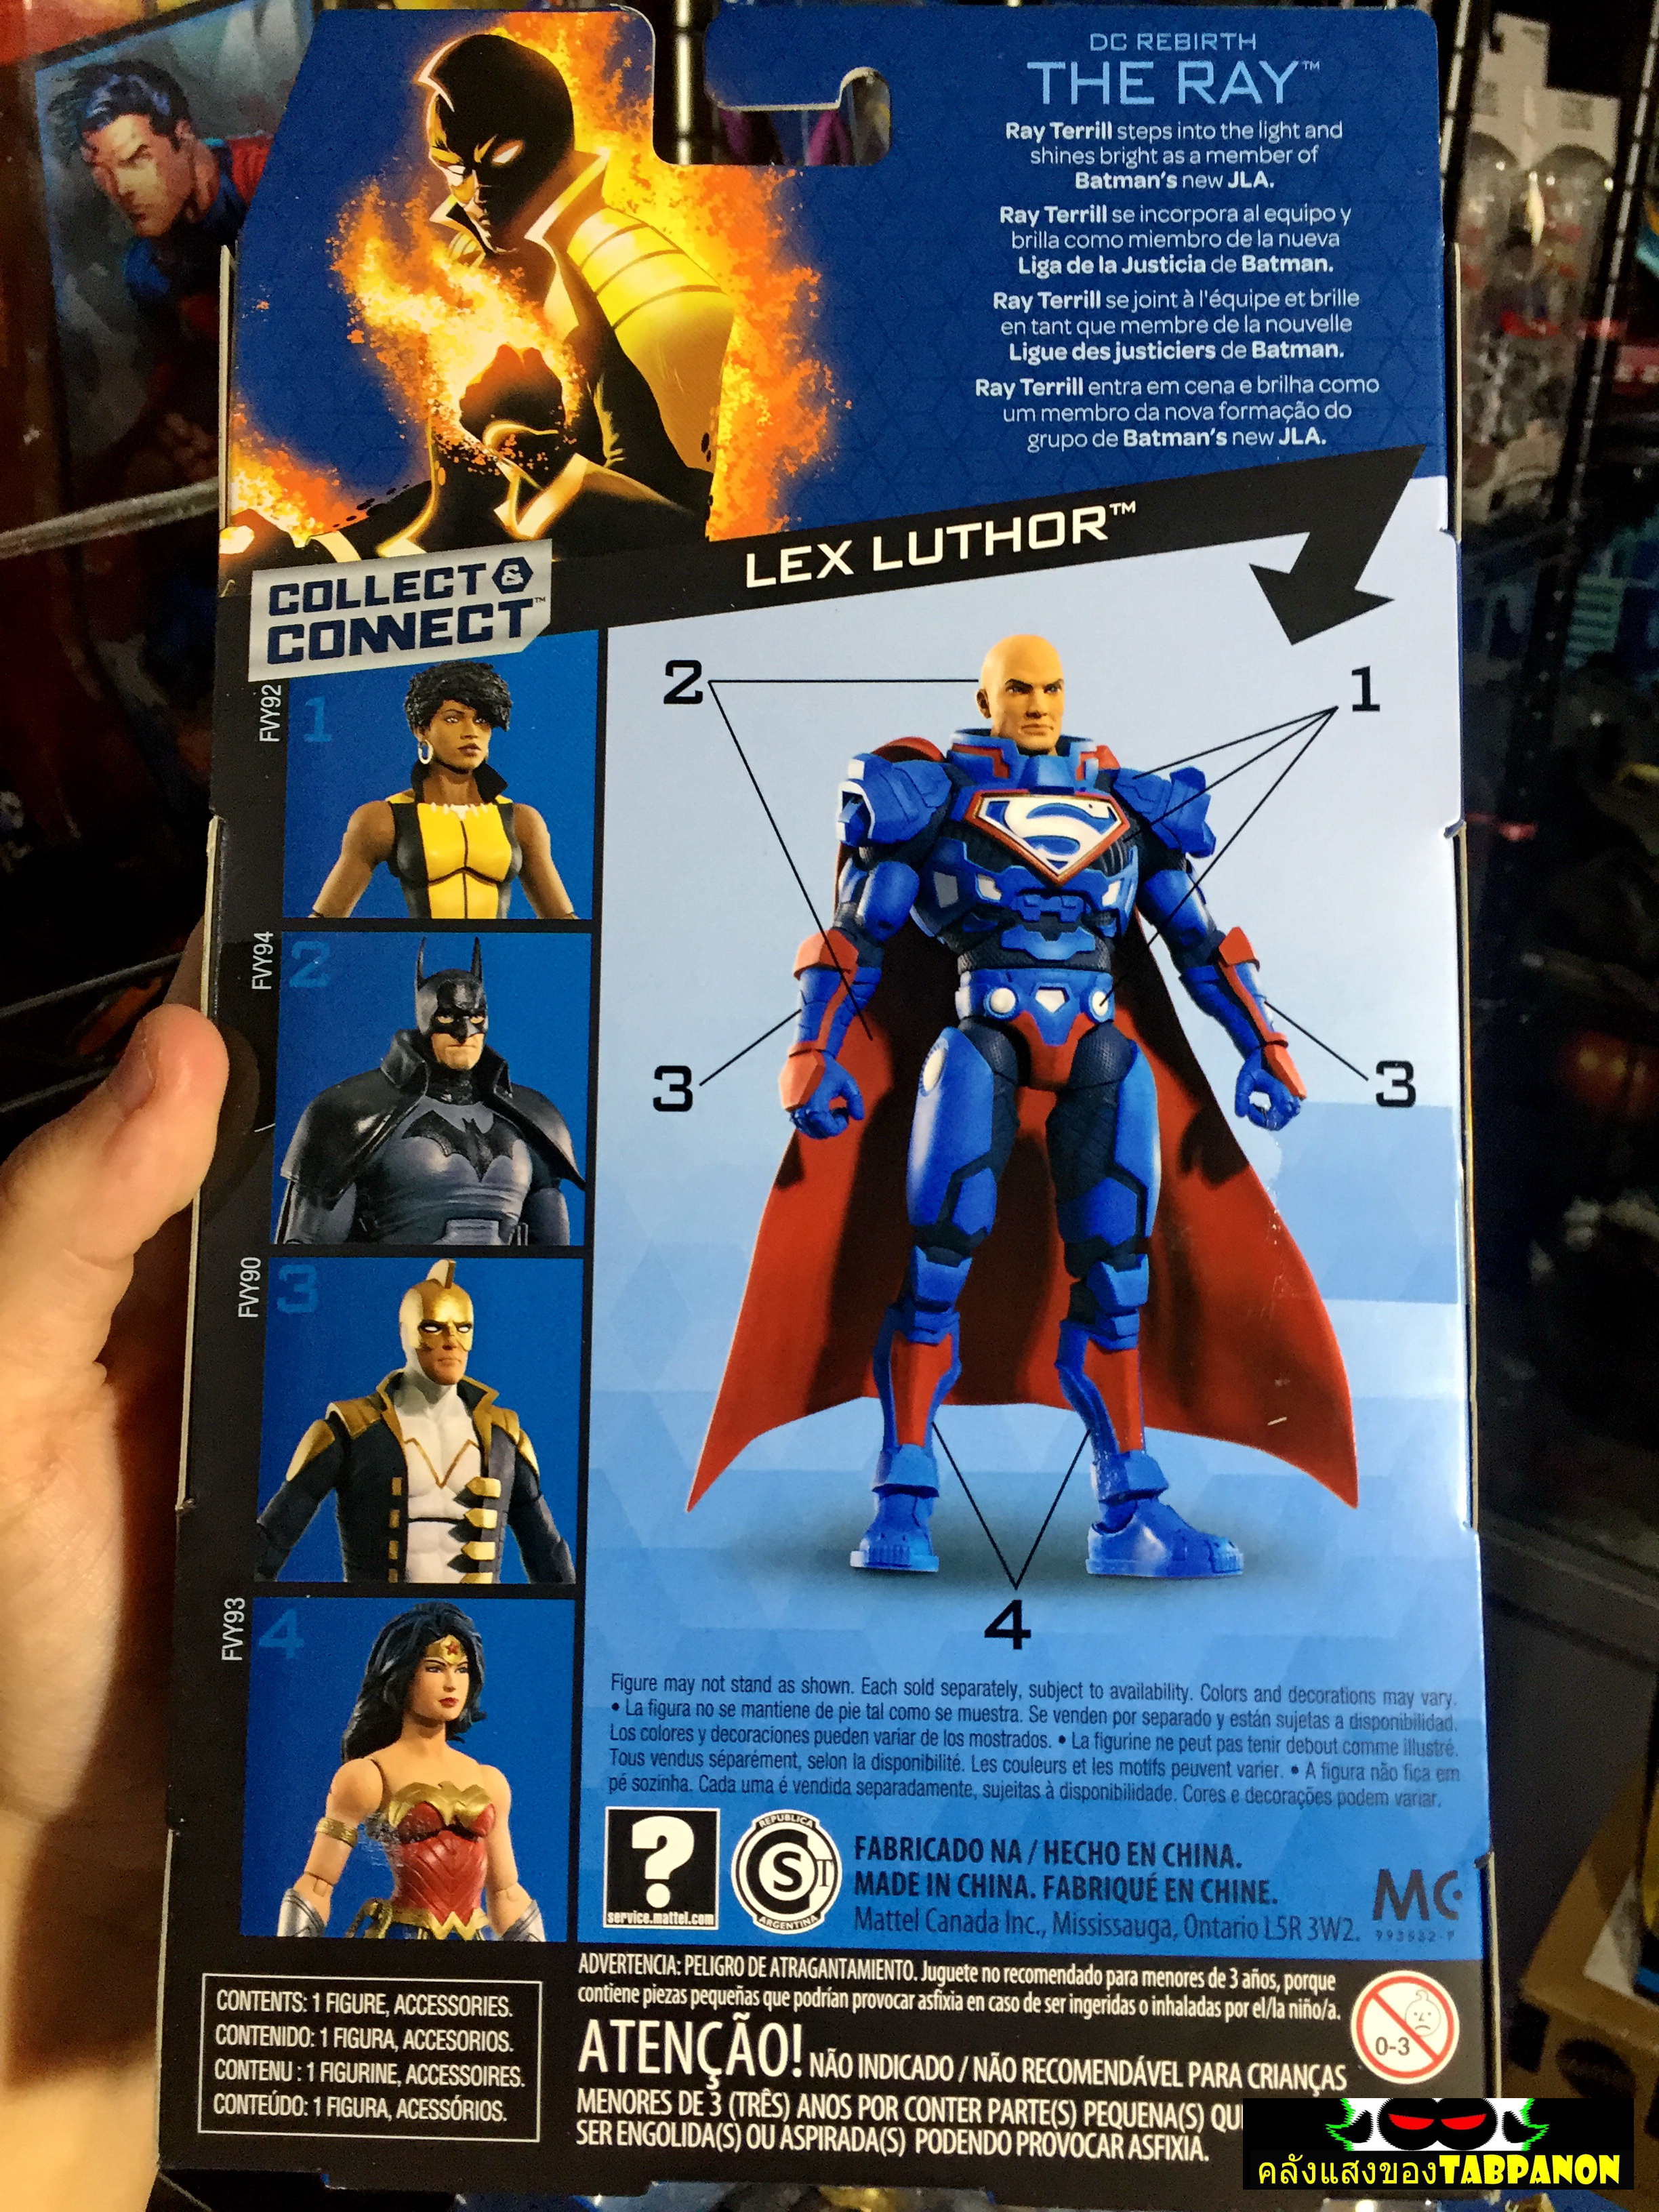 DC REBIRTH
THE RAY™
Ray Terrill steps into the light and
shines bright as a member of
Batman's new JLA.
Ray Terrill se incorpora al equipo y
brilla como miembro de la nueva
Liga de la Justicia de Batman.
Ray Terrill se joint à l'équipe et brille
en tant que membre de la nouvelle
Ligue des justiciers de Batman.
Ray Terrill entra em cena e brilha como
um membro da nova formação do
grupo de Batman's new JLA.
LEX LUTHOR™
COLLECT &
CONNECT™
FVY92
1
FVY94
2
FVY90
3
FVY93
4
2
1
3
3
4
S
Figure may not stand as shown. Each sold separately, subject to availability. Colors and decorations may vary.
• La figura no se mantiene de pie tal como se muestra. Se venden por separado y están sujetas a disponibilidad.
Los colores y decoraciones pueden variar de los mostrados. • La figurine ne peut pas tenir debout comme illustré.
Tous vendus séparément, selon la disponibilité. Les couleurs et les motifs peuvent varier. • A figura não fica em
pé sozinha. Cada uma é vendida separadamente, sujeitas à disponibilidade. Cores e decorações podem variar.
?
service.mattel.com
REPUBLICA
S T
ARGENTINA
FABRICADO NA / HECHO EN CHINA.
MADE IN CHINA. FABRIQUÉ EN CHINE.
Mattel Canada Inc., Mississauga, Ontario L5R 3W2.
MC
CONTENTS: 1 FIGURE, ACCESSORIES.
CONTENIDO: 1 FIGURA, ACCESORIOS.
CONTENU : 1 FIGURINE, ACCESSOIRES.
CONTEÚDO: 1 FIGURA, ACESSÓRIOS.
ADVERTENCIA: PELIGRO DE ATRAGANTAMIENTO. Juguete no recomendado para menores de 3 años, porque
contiene piezas pequeñas que podrían provocar asfixia en caso de ser ingeridas o inhaladas por el/la niño/a.
ATENÇÃO! NÃO INDICADO / NÃO RECOMENDÁVEL PARA CRIANÇAS
MENORES DE 3 (TRÊS) ANOS POR CONTER PARTE(S) PEQUENA(S) QU
SER ENGOLIDA(S) OU ASPIRADA(S) PODENDO PROVOCAR ASFIXIA.
0-3
คลังแสงของTABPANON